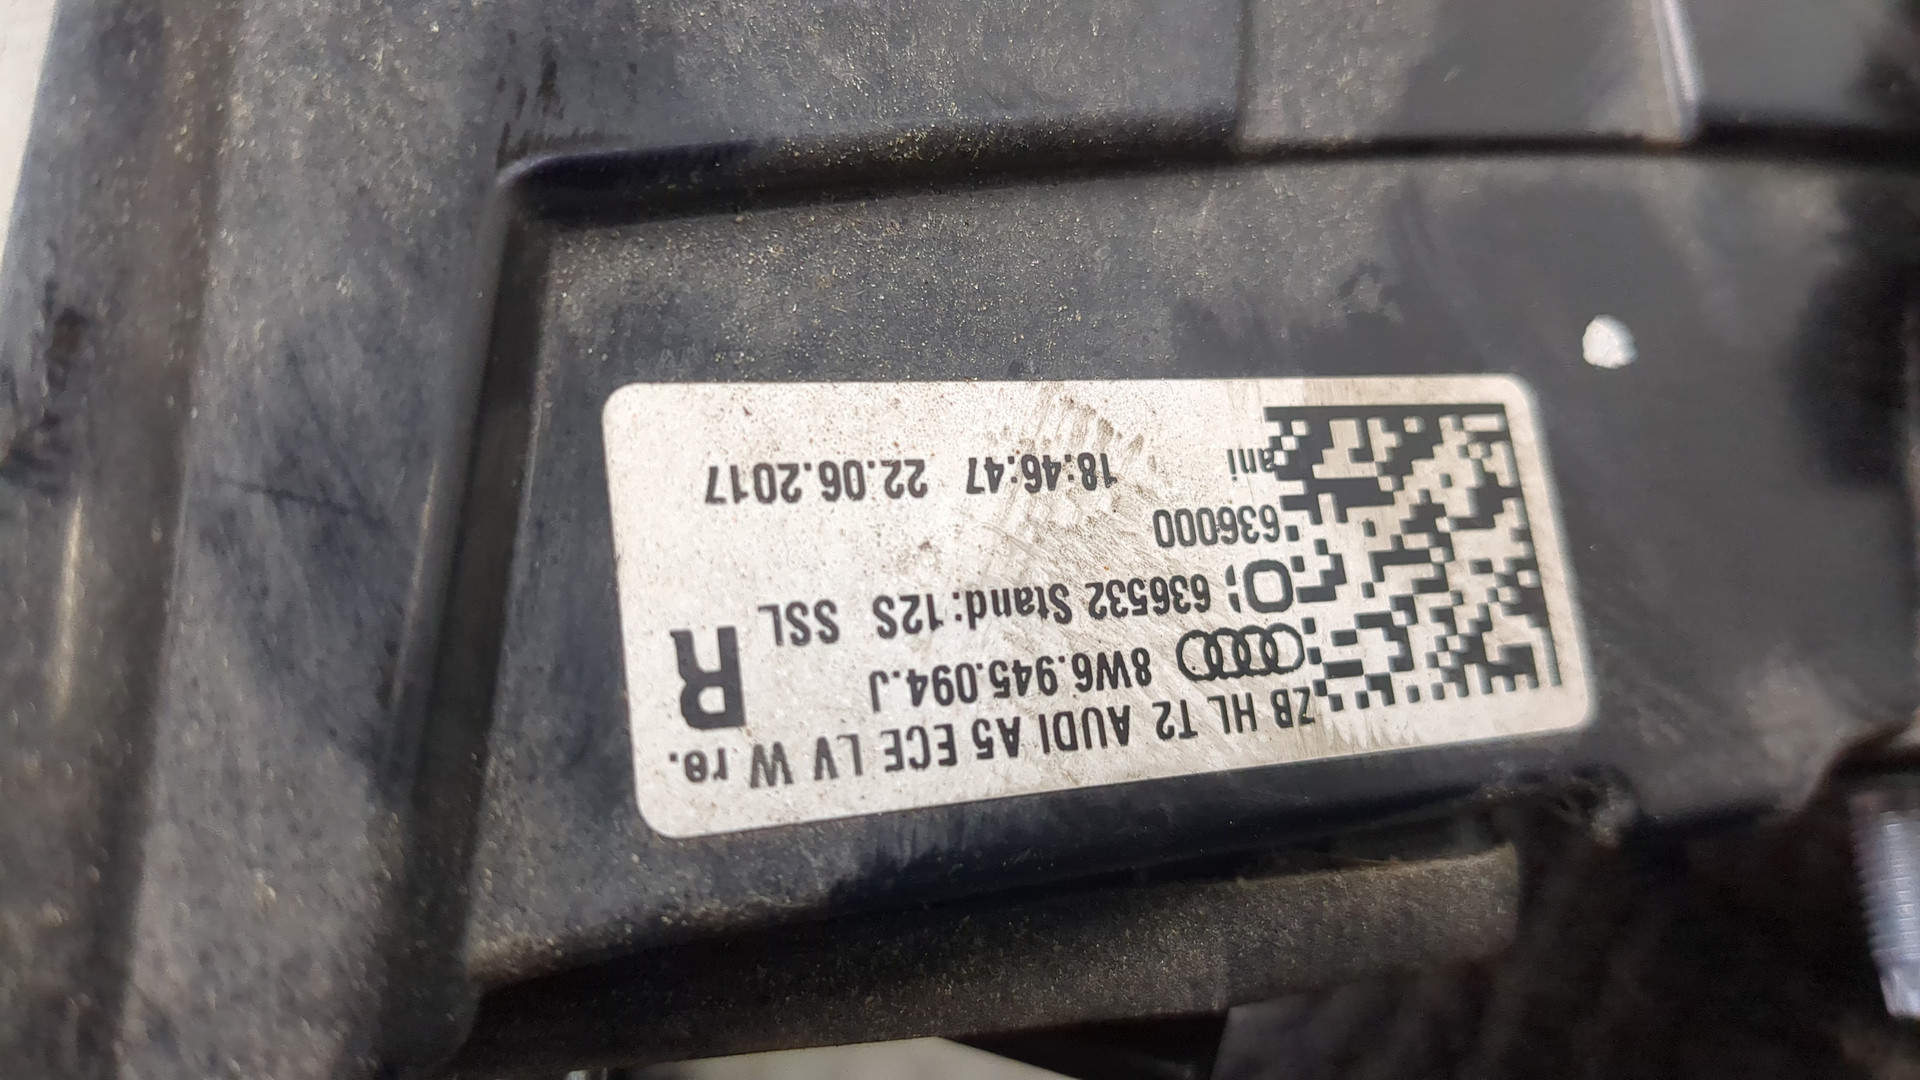 ZB HL T2 AUDI A5 ECE LV W re.
8W6.945.094.J
R
636532 Stand:12S SSL
636000
ani 18:46:47 22.06.2017